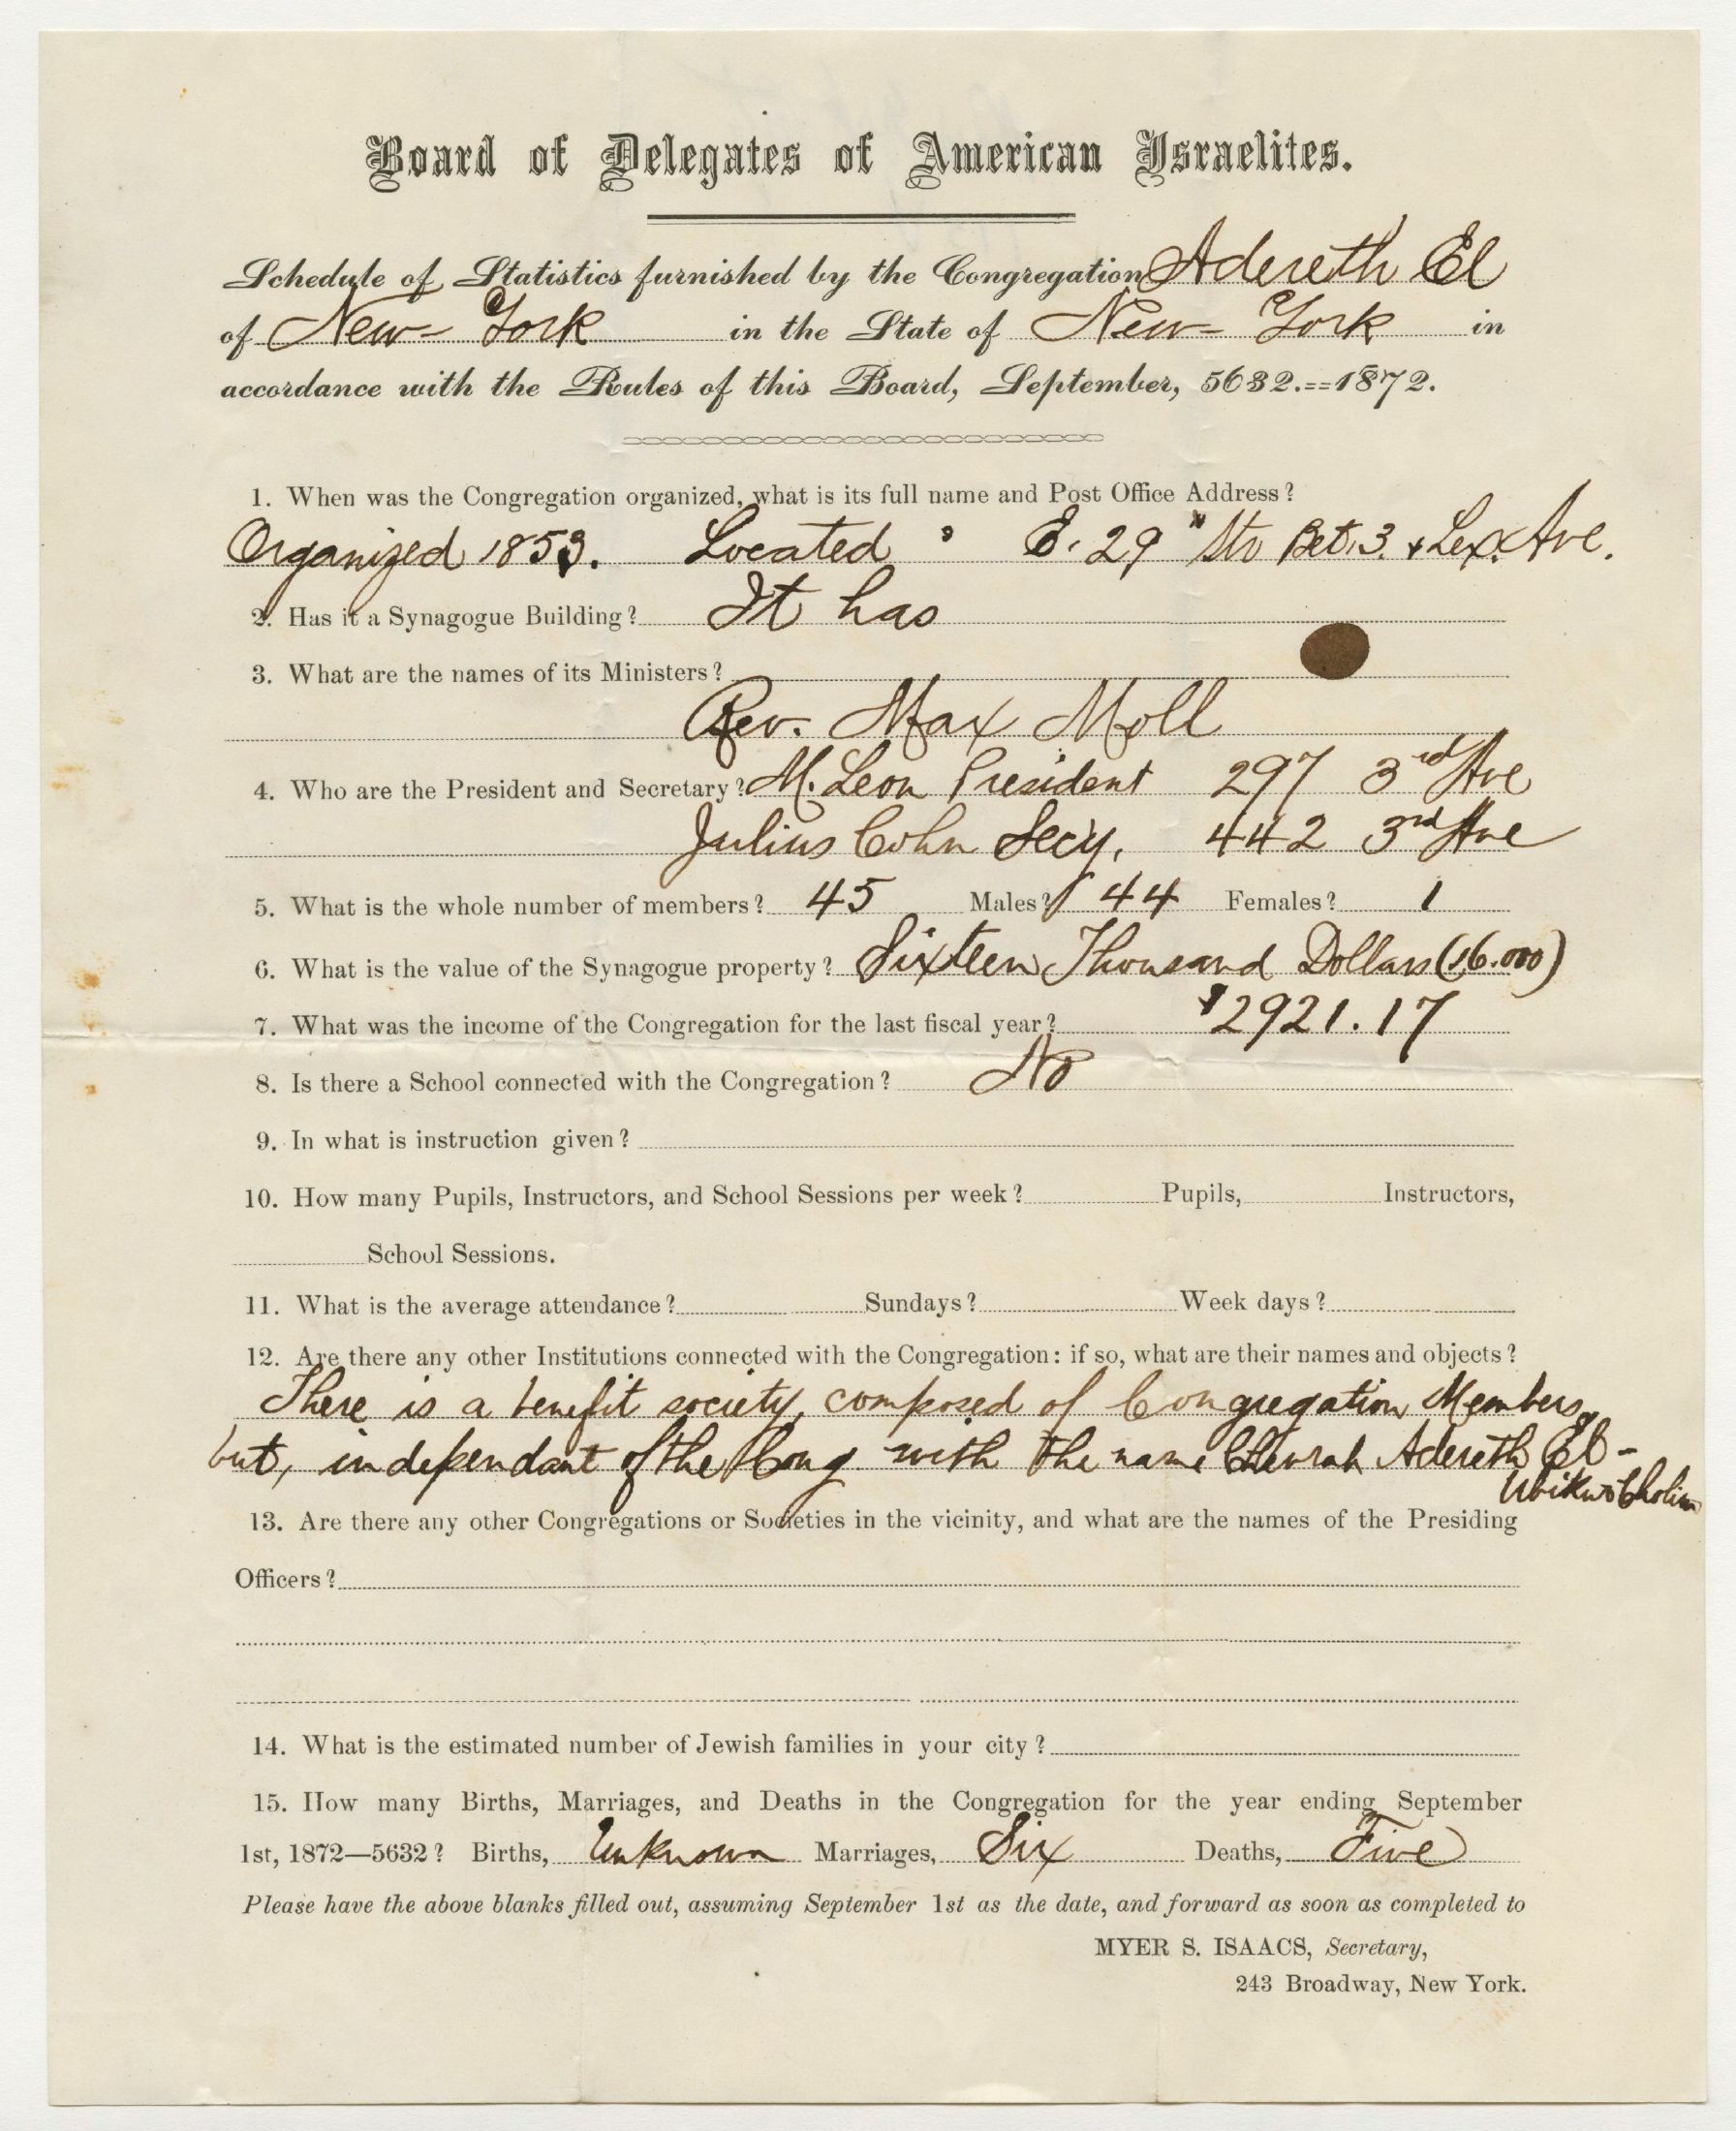 Board of Delegates of American Israelites.
Schedule of Statistics furnished by the Congregation Adereth El
of New-York in the State of New-York in
accordance with the Rules of this Board, September, 5632.==1872.
1. When was the Congregation organized, what is its full name and Post Office Address?
Organized 1853. Located E. 29 " Str Bet. 3. & Lex. Ave.
2. Has it a Synagogue Building? It has
3. What are the names of its Ministers?
Rev. Max Moll
4. Who are the President and Secretary? M. Leon President 297 3rd Ave
Julius Cohn Secy. 442 3rd Ave
5. What is the whole number of members? 45 Males? 44 Females? 1
6. What is the value of the Synagogue property? Sixteen Thousand Dollars (16.000)
7. What was the income of the Congregation for the last fiscal year? $2921.17
8. Is there a School connected with the Congregation? No
9. In what is instruction given?
10. How many Pupils, Instructors, and School Sessions per week? Pupils, Instructors,
School Sessions.
11. What is the average attendance? Sundays? Week days?
12. Are there any other Institutions connected with the Congregation: if so, what are their names and objects?
There is a benefit society, composed of Congregation Members,
but, independant of the Cong. with the name Chevrah Adereth El-
Ubikur Cholim
13. Are there any other Congregations or Societies in the vicinity, and what are the names of the Presiding
Officers?
14. What is the estimated number of Jewish families in your city?
15. How many Births, Marriages, and Deaths in the Congregation for the year ending September
1st, 1872—5632? Births, Unknown Marriages, Six Deaths, Five
Please have the above blanks filled out, assuming September 1st as the date, and forward as soon as completed to
MYER S. ISAACS, Secretary,
243 Broadway, New York.